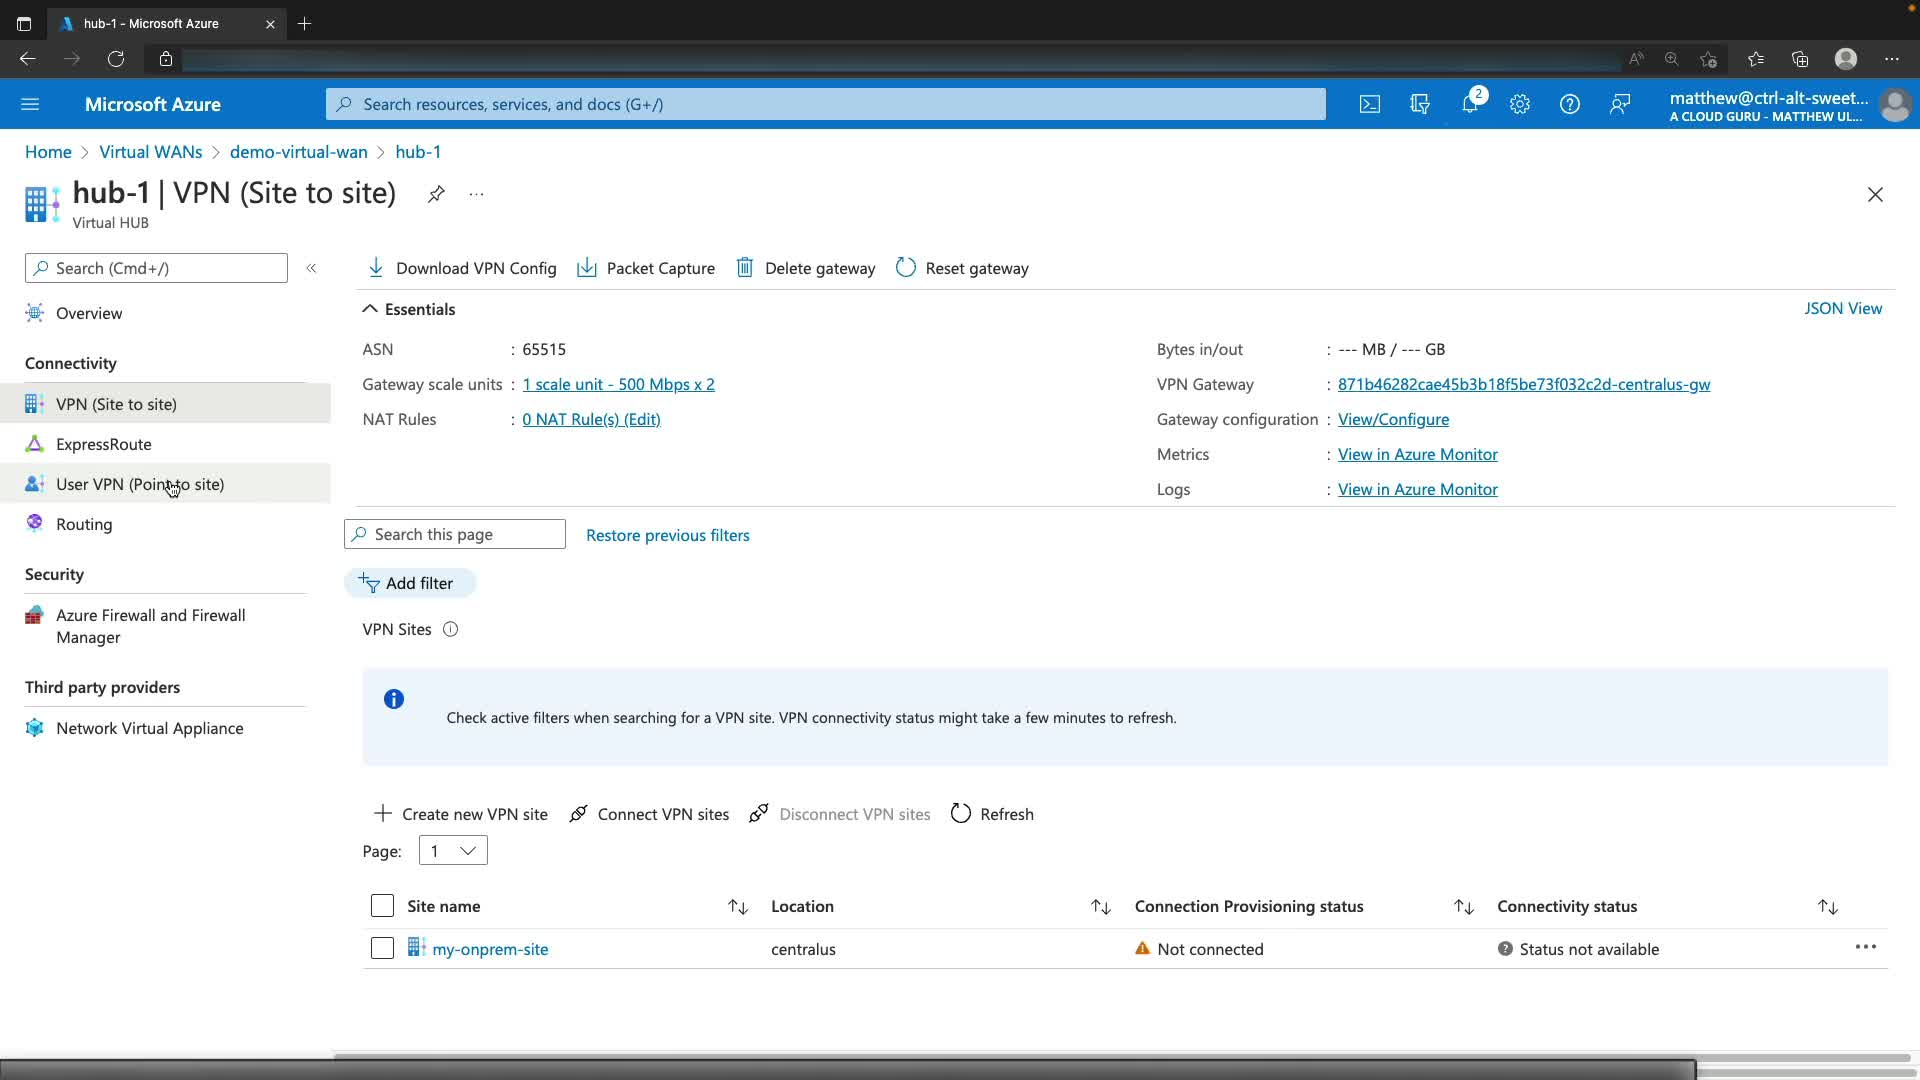 hub-1 - Microsoft Azure
Microsoft Azure
Search resources, services, and docs (G+/)
2
matthew@ctrl-alt-sweet...
A CLOUD GURU - MATTHEW UL...
Home > Virtual WANs > demo-virtual-wan > hub-1
hub-1 | VPN (Site to site)
Virtual HUB
Search (Cmd+/)
Overview
Connectivity
VPN (Site to site)
ExpressRoute
User VPN (Point to site)
Routing
Security
Azure Firewall and Firewall
Manager
Third party providers
Network Virtual Appliance
Download VPN Config
Packet Capture
Delete gateway
Reset gateway
Essentials
JSON View
ASN : 65515
Gateway scale units : 1 scale unit - 500 Mbps x 2
NAT Rules : 0 NAT Rule(s) (Edit)
Bytes in/out : --- MB / --- GB
VPN Gateway : 871b46282cae45b3b18f5be73f032c2d-centralus-gw
Gateway configuration : View/Configure
Metrics : View in Azure Monitor
Logs : View in Azure Monitor
Search this page
Restore previous filters
Add filter
VPN Sites
Check active filters when searching for a VPN site. VPN connectivity status might take a few minutes to refresh.
Create new VPN site
Connect VPN sites
Disconnect VPN sites
Refresh
Page: 1
Site name Location Connection Provisioning status Connectivity status
my-onprem-site centralus Not connected Status not available